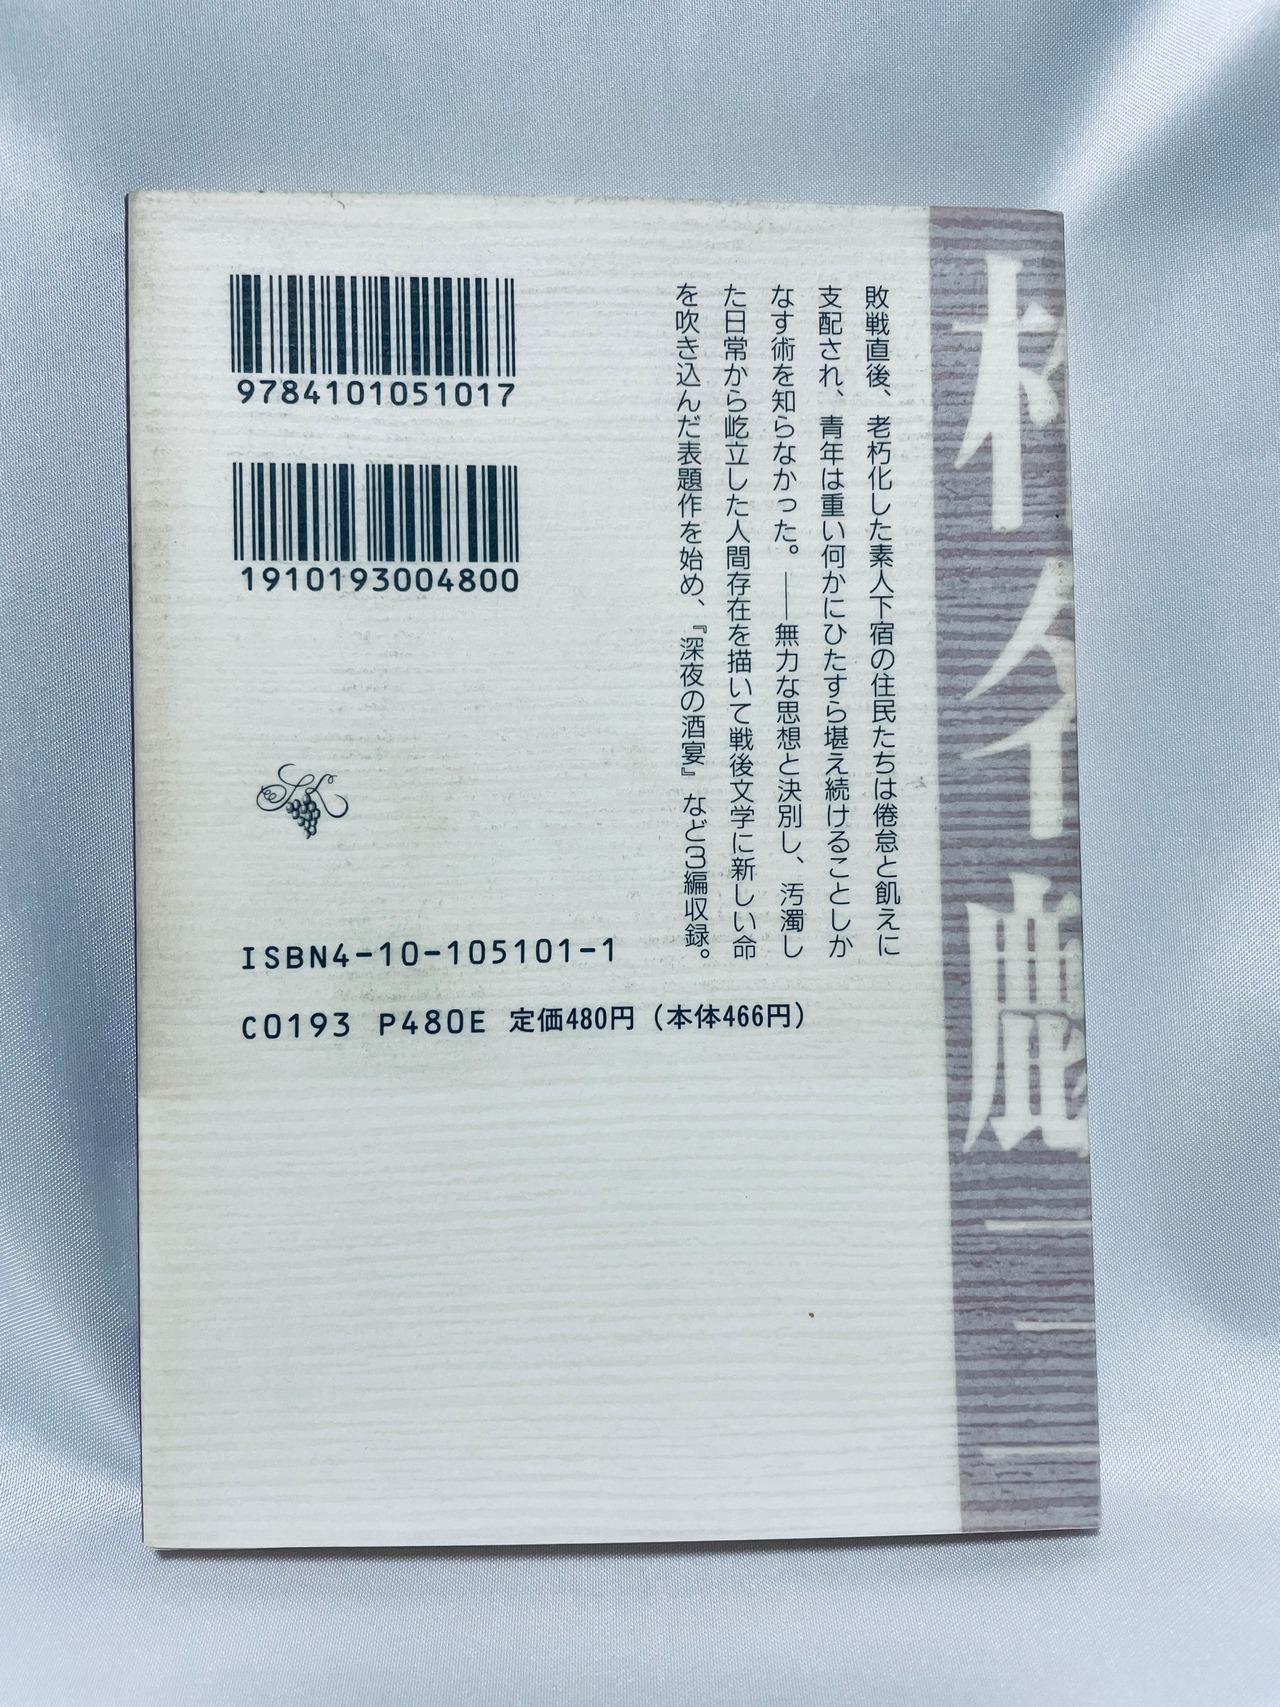 敗戦直後、老朽化した素人下宿の住民たちは倦怠と飢えに
支配され、青年は重い何かにひたすら堪え続けることしか
なす術を知らなかった。――無力な思想と決別し、汚濁し
た日常から屹立した人間存在を描いて戦後文学に新しい命
を吹き込んだ表題作を始め、『深夜の酒宴』など3編収録。
9784101051017
1910193004800
ISBN4-10-105101-1
C0193 P480E 定価480円（本体466円）